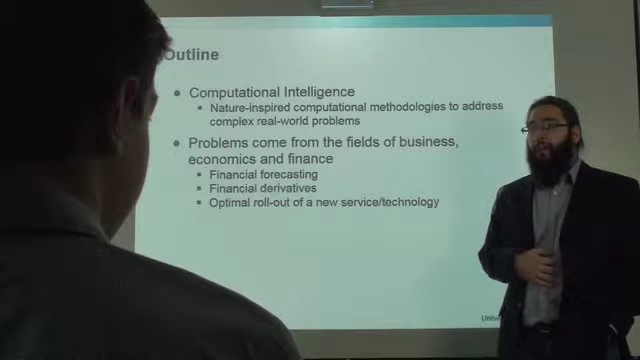 Outline
Computational Intelligence
Nature-inspired computational methodologies to address
complex real-world problems
Problems come from the fields of business,
economics and finance
Financial forecasting
Financial derivatives
Optimal roll-out of a new service/technology